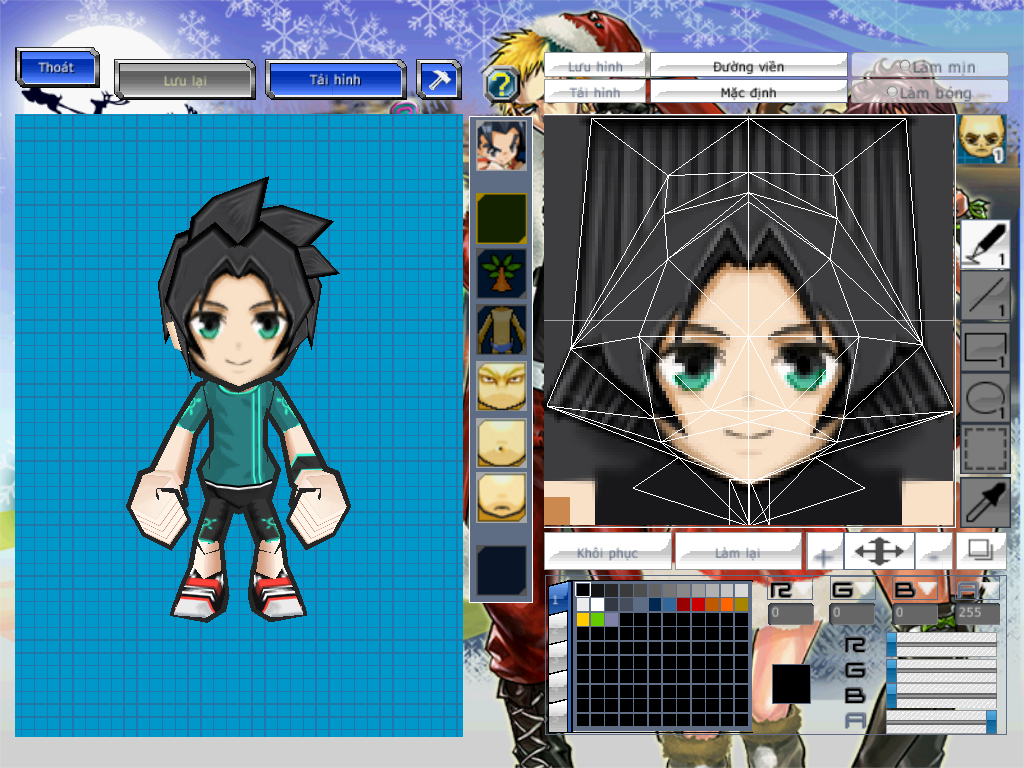 Thoát
Lưu lại
Tải hình
Lưu hình
Đường viền
Làm mịn
Tải hình
Mặc định
Làm bóng
1
1
1
1
1
Khôi phục
Làm lại
+
-
1
R G B A
0 0 0 255
R
G
B
A